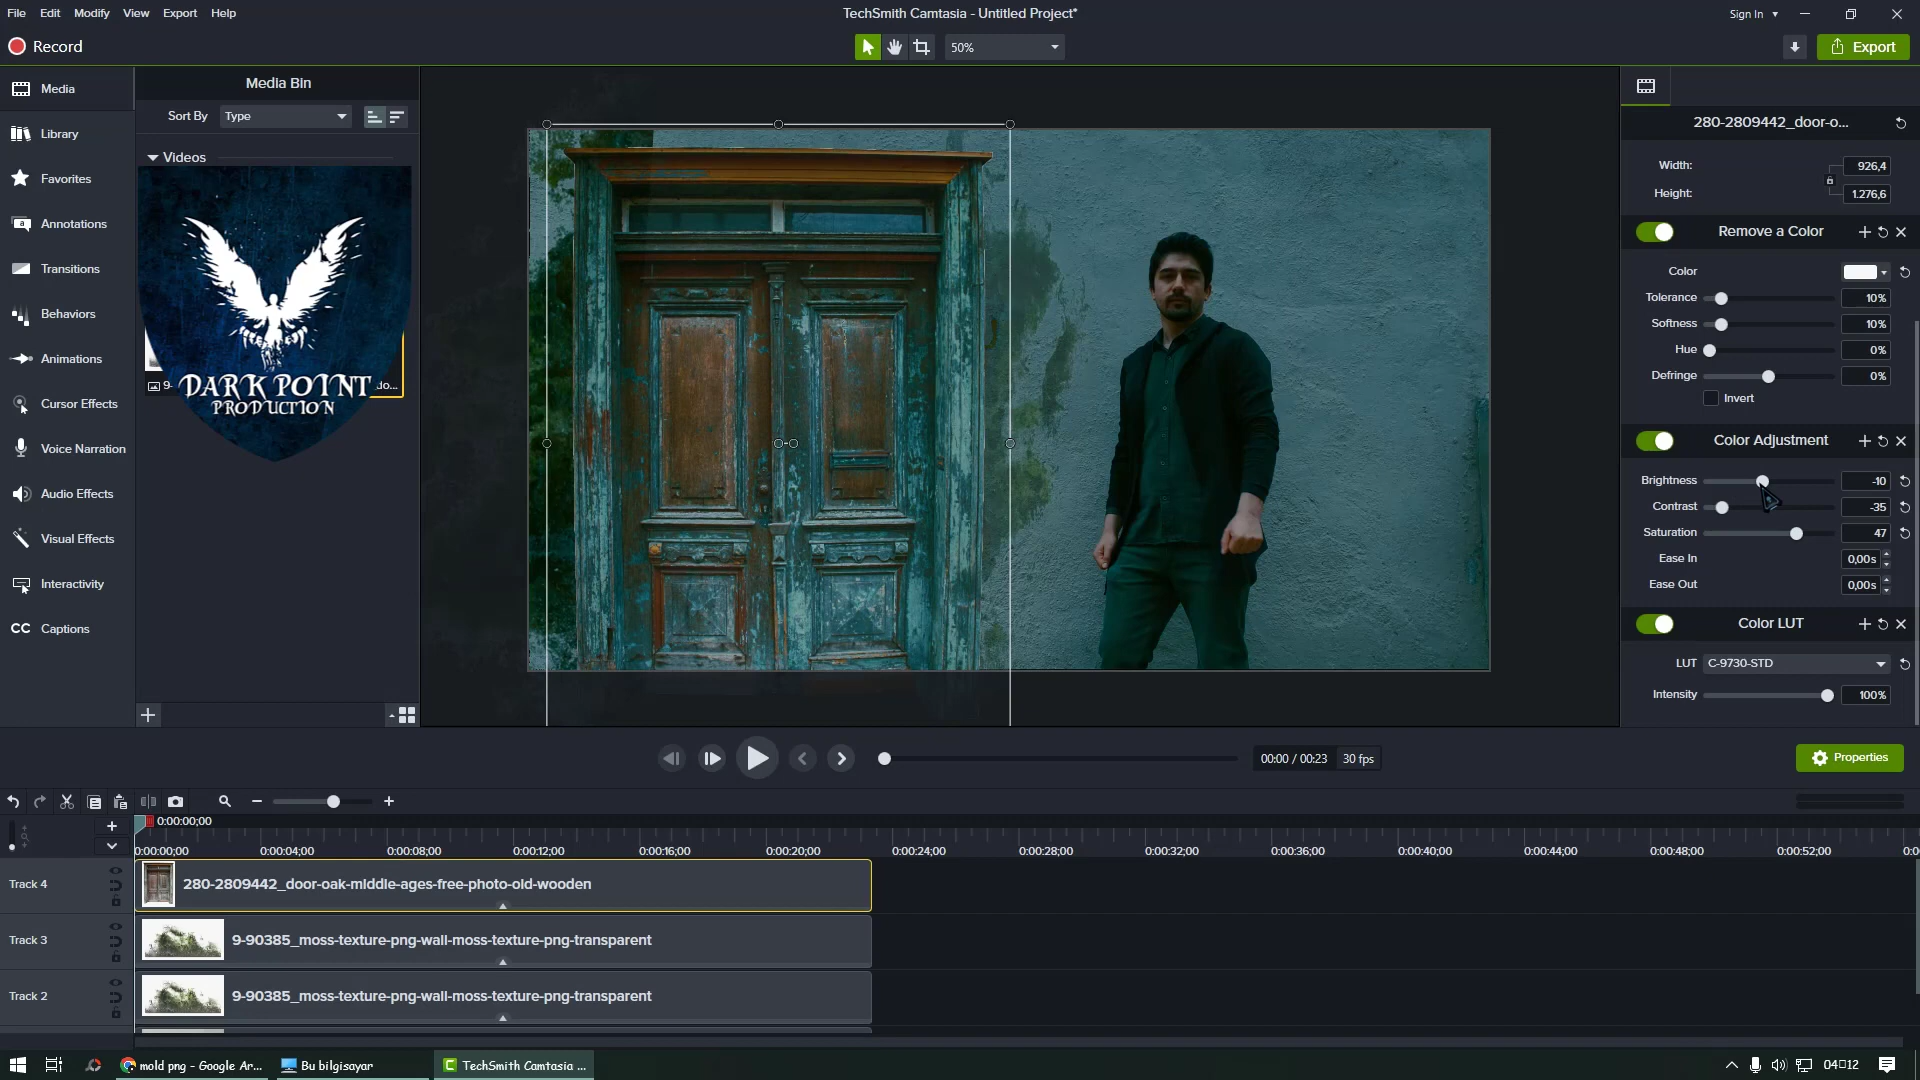 File Edit Modify View Export Help
TechSmith Camtasia - Untitled Project*
Sign In
Record
50%
Export
Media
Library
Favorites
Annotations
Transitions
Behaviors
Animations
Cursor Effects
Voice Narration
Audio Effects
Visual Effects
Interactivity
CC Captions
Media Bin
Sort By Type
Videos
DARK POINT
PRODUCTION
9-
do...
280-2809442_door-o...
Width: 926,4
Height: 1.276,6
Remove a Color
Color
Tolerance 10%
Softness 10%
Hue 0%
Defringe 0%
Invert
Color Adjustment
Brightness -10
Contrast -35
Saturation 47
Ease In 0,00s
Ease Out 0,00s
Color LUT
LUT C-9730-STD
Intensity 100%
00:00 / 00:23 30 fps
Properties
0:00:00;00
0:00:00;00 0:00:04;00 0:00:08;00 0:00:12;00 0:00:16;00 0:00:20;00 0:00:24;00 0:00:28;00 0:00:32;00 0:00:36;00 0:00:40;00 0:00:44;00 0:00:48;00 0:00:52;00 0:0
Track 4 280-2809442_door-oak-middle-ages-free-photo-old-wooden
Track 3 9-90385_moss-texture-png-wall-moss-texture-png-transparent
Track 2 9-90385_moss-texture-png-wall-moss-texture-png-transparent
mold png - Google Ar... Bu bilgisayar TechSmith Camtasia ... 04□12